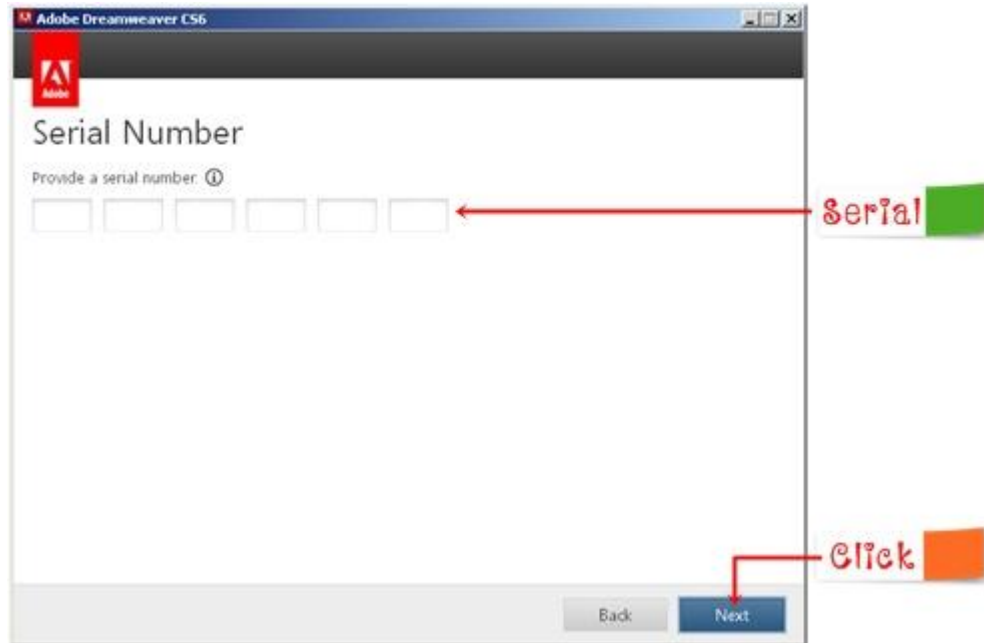 Adobe Dreamweaver CS6
Adobe
Serial Number
Provide a serial number.
Serial
Click
Back
Next